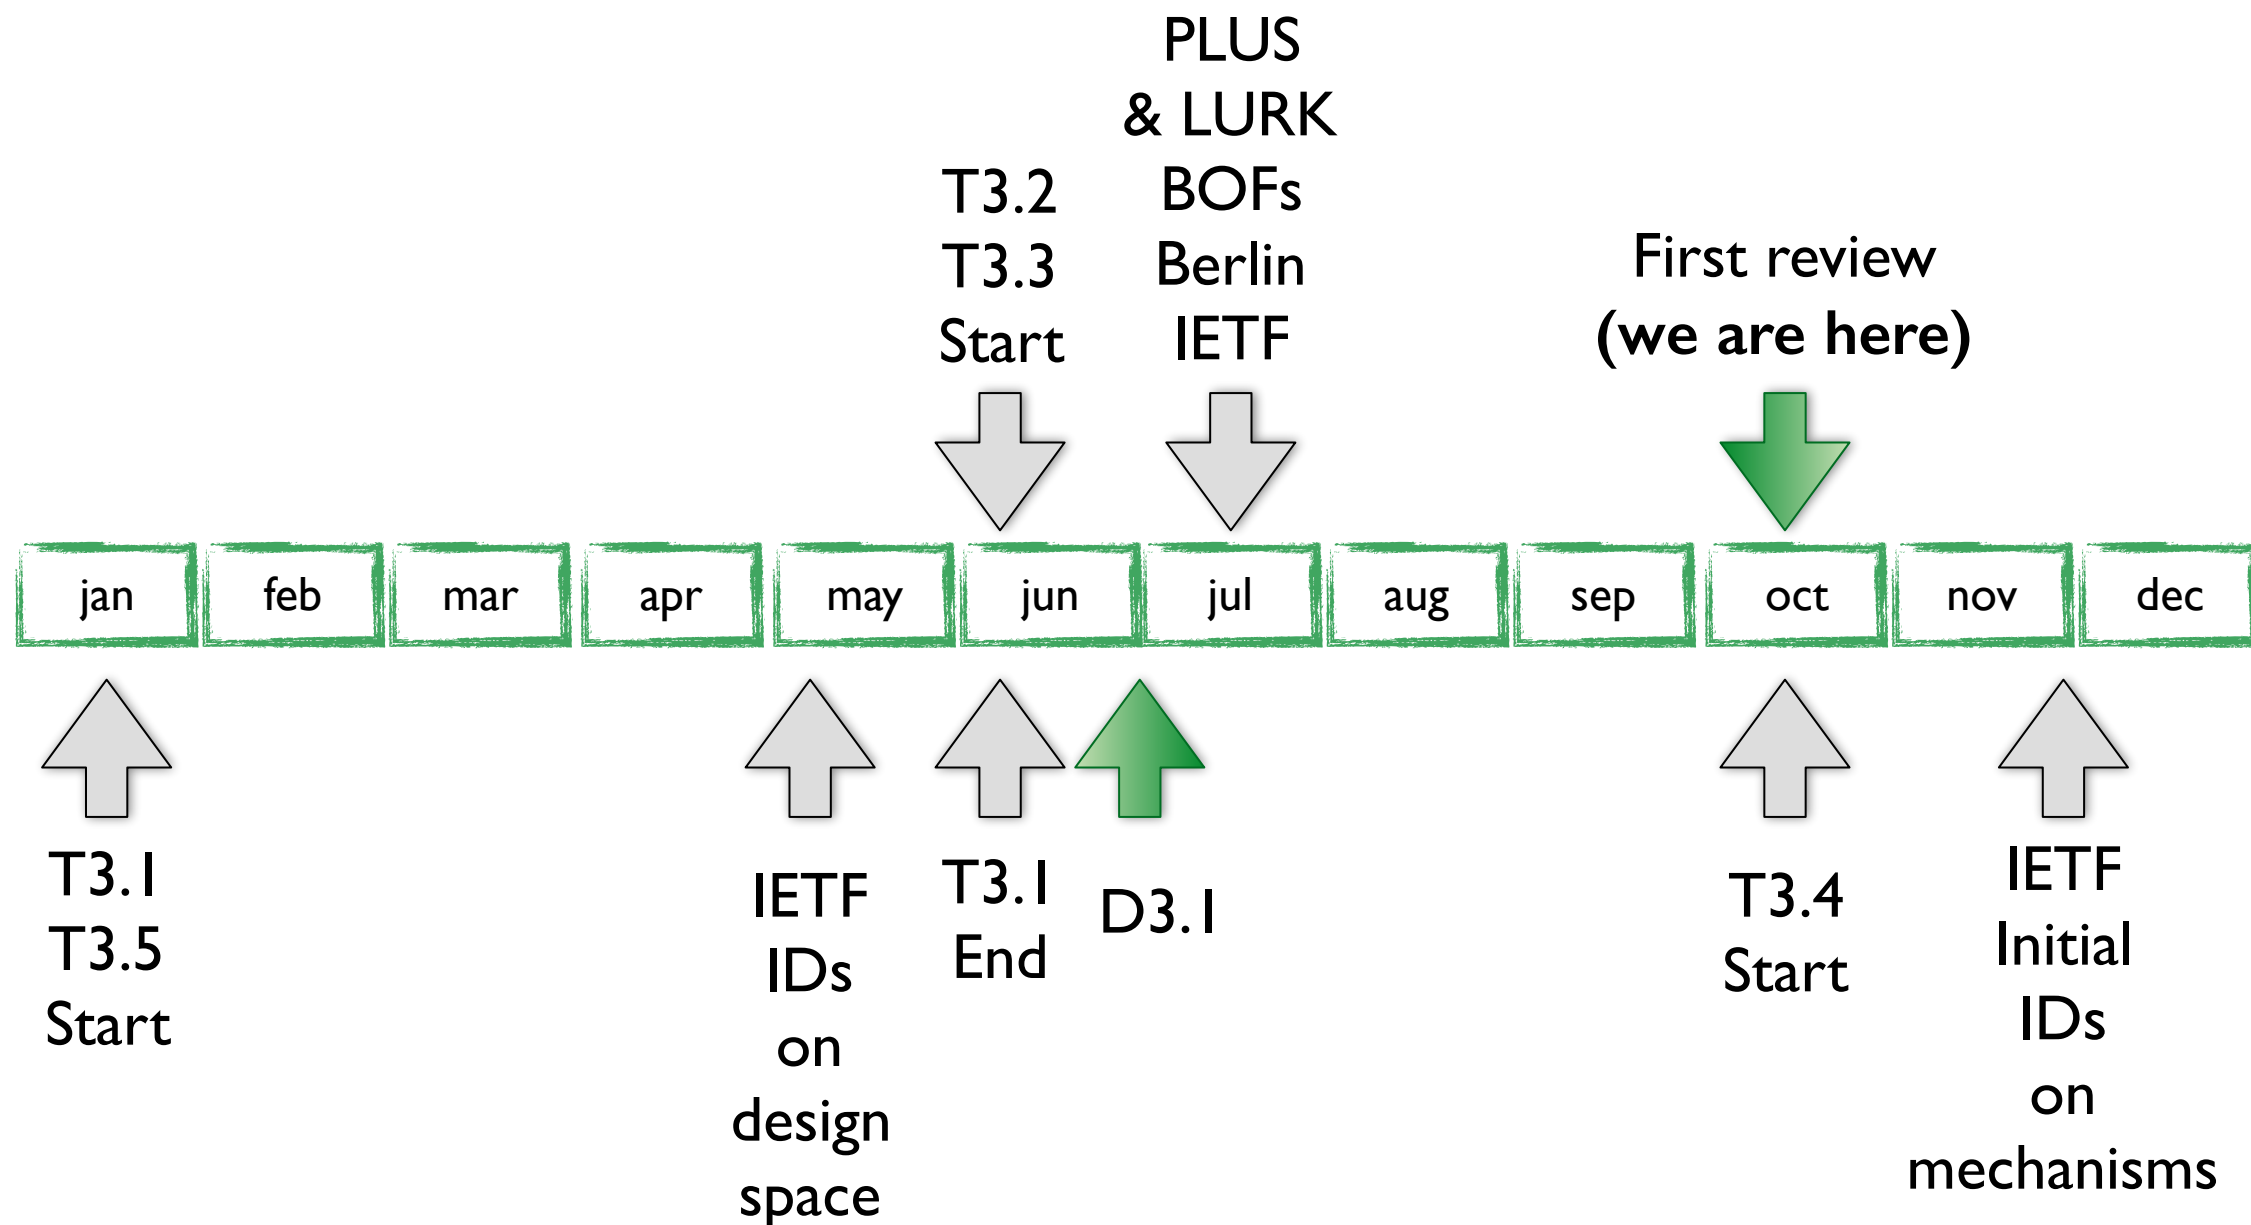 PLUS
& LURK
BOFs
Berlin
IETF
T3.2
T3.3
Start
First review
(we are here)
jan
feb
mar
apr
may
jun
jul
aug
sep
oct
nov
dec
T3.1
T3.5
Start
IETF
IDs
on
design
space
T3.1
End
D3.1
T3.4
Start
IETF
Initial
IDs
on
mechanisms